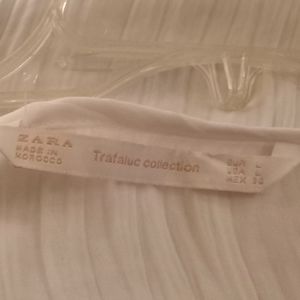 ZARA
MADE IN
MOROCCO
Trafaluc collection
EUR L
USA L
MEX 30